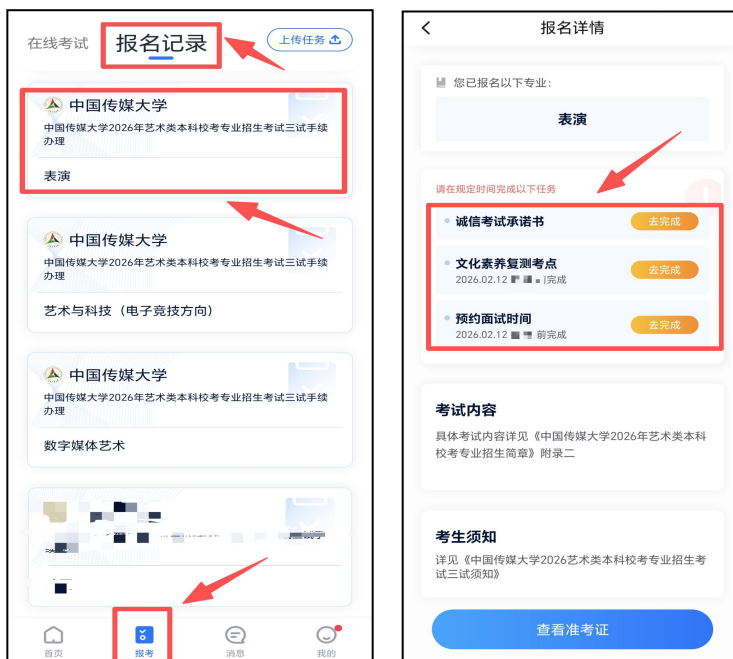 在线考试
报名记录
上传任务
中国传媒大学
中国传媒大学2026年艺术类本科校考专业招生考试三试手续
办理
表演
中国传媒大学
中国传媒大学2026年艺术类本科校考专业招生考试三试手续
办理
艺术与科技（电子竞技方向）
中国传媒大学
中国传媒大学2026年艺术类本科校考专业招生考试三试手续
办理
数字媒体艺术
首页
报考
消息
我的
报名详情
您已报名以下专业:
表演
请在规定时间完成以下任务
诚信考试承诺书
去完成
文化素养复测考点
去完成
2026.02.12
完成
预约面试时间
去完成
2026.02.12
前完成
考试内容
具体考试内容详见《中国传媒大学2026年艺术类本科
校考专业招生简章》附录二
考生须知
详见《中国传媒大学2026艺术类本科校考专业招生考
试三试须知》
查看准考证